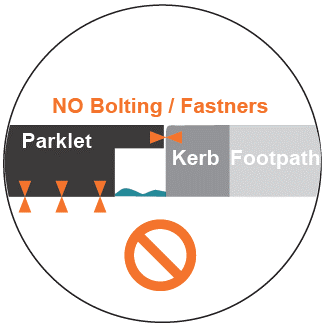 NO Bolting / Fastners
Parklet
Kerb Footpath